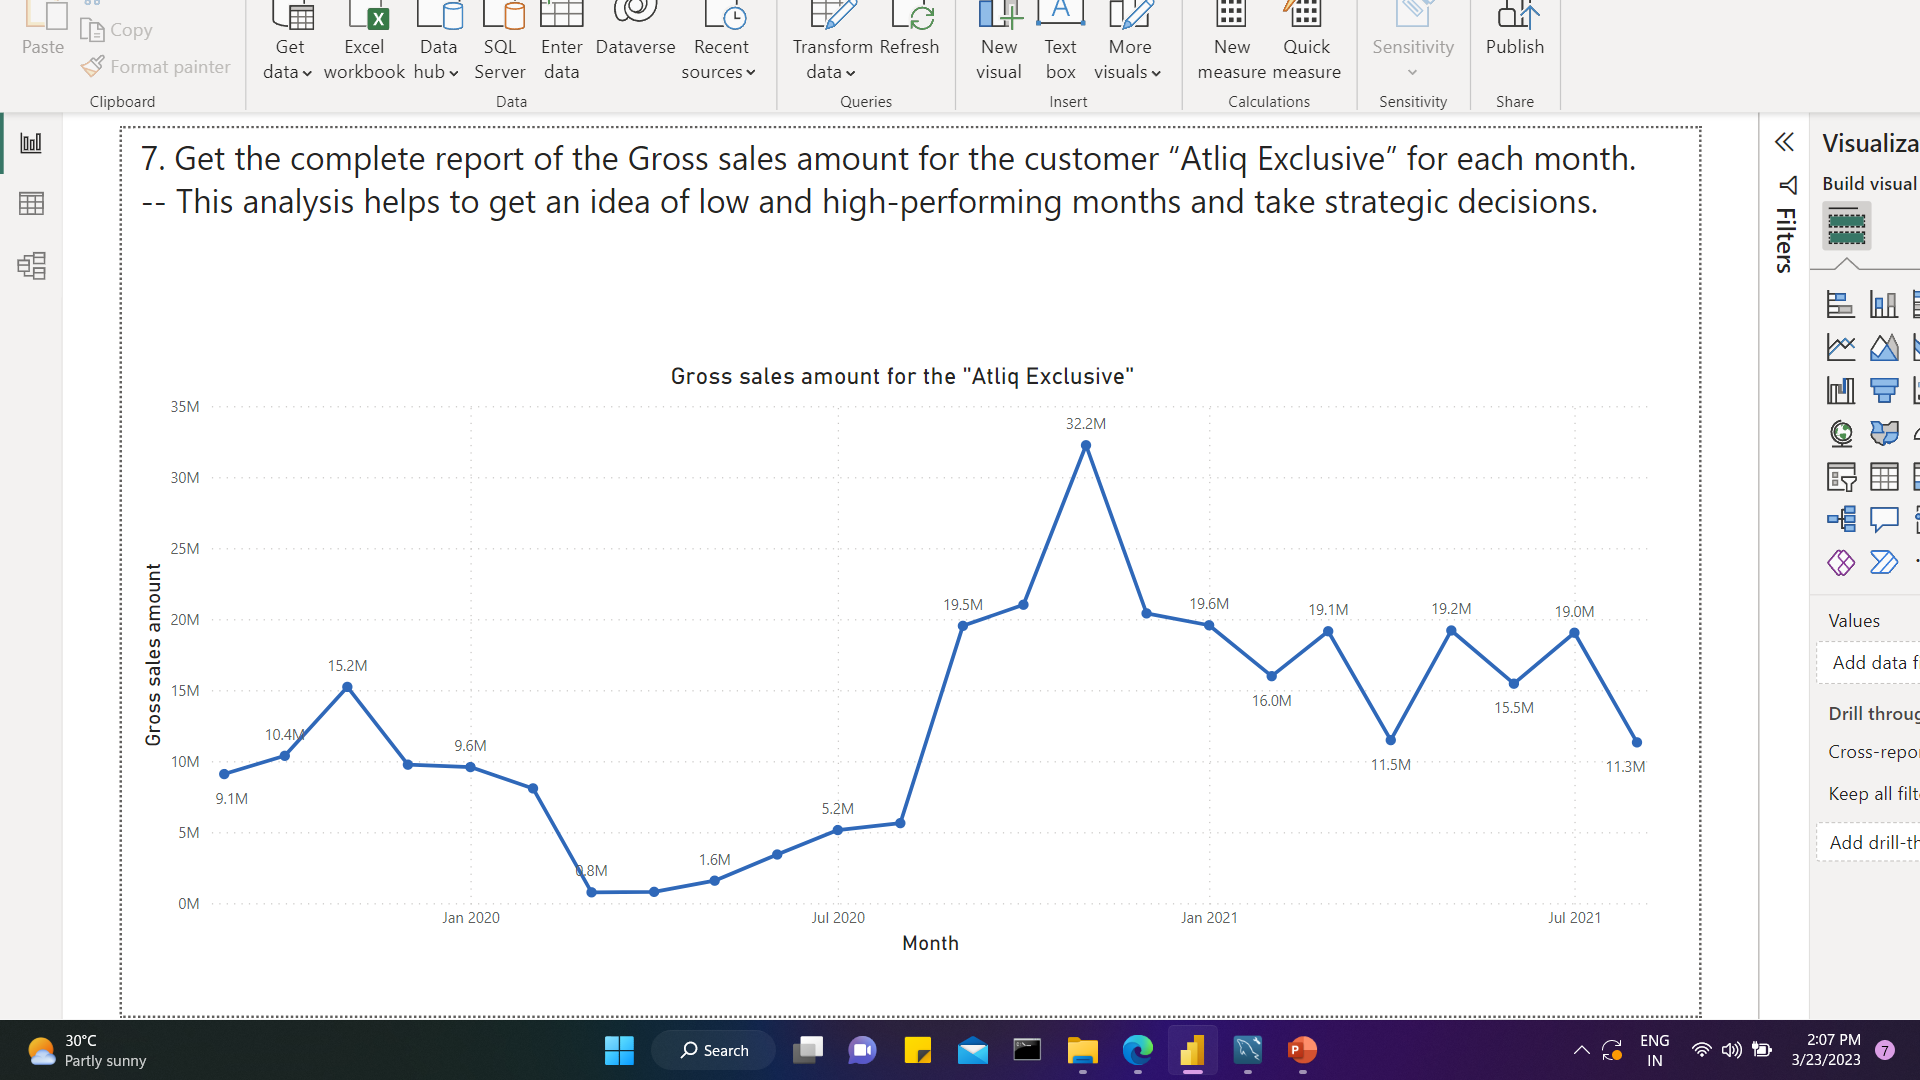 Paste
Copy
Format painter
Clipboard
Get data
Excel workbook
Data hub
SQL Server
Enter data
Dataverse
Recent sources
Data
Transform data
Refresh
Queries
New visual
Text box
More visuals
Insert
New measure
Quick measure
Calculations
Sensitivity
Sensitivity
Publish
Share
7. Get the complete report of the Gross sales amount for the customer “Atliq Exclusive” for each month.
-- This analysis helps to get an idea of low and high-performing months and take strategic decisions.
Gross sales amount for the "Atliq Exclusive"
Gross sales amount
35M
30M
25M
20M
15M
10M
5M
0M
9.1M
10.4M
15.2M
9.6M
0.8M
1.6M
5.2M
19.5M
32.2M
19.6M
16.0M
19.1M
11.5M
19.2M
15.5M
19.0M
11.3M
Jan 2020
Jul 2020
Jan 2021
Jul 2021
Month
Filters
Visualiza
Build visual
Values
Add data f
Drill throug
Cross-repo
Keep all filt
Add drill-th
30°C
Partly sunny
Search
ENG
IN
2:07 PM
3/23/2023
7